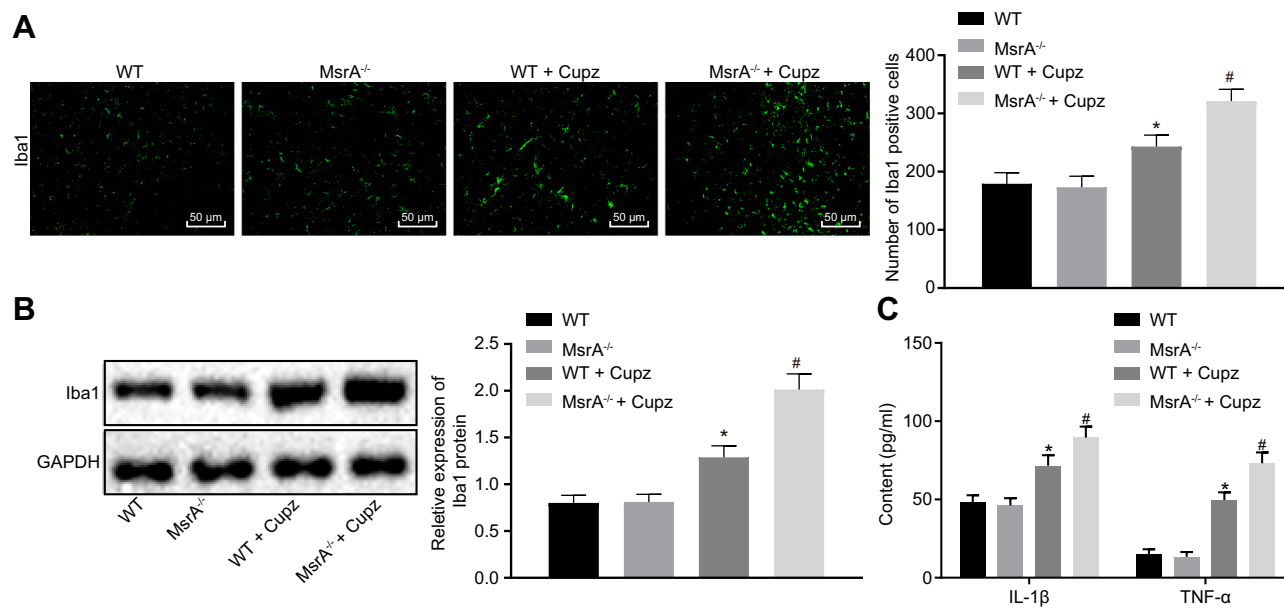 A
WT
MsrA⁻/⁻
WT + Cupz
MsrA⁻/⁻ + Cupz
Iba1
50 µm
50 µm
50 µm
50 µm
WT
MsrA⁻/⁻
WT + Cupz
MsrA⁻/⁻ + Cupz
Number of Iba1 positive cells
400
300
200
100
0
*
#
B
Iba1
GAPDH
WT
MsrA⁻/⁻
WT + Cupz
MsrA⁻/⁻ + Cupz
WT
MsrA⁻/⁻
WT + Cupz
MsrA⁻/⁻ + Cupz
Reletive expression of
Iba1 protein
2.5
2.0
1.5
1.0
0.5
0.0
*
#
C
WT
MsrA⁻/⁻
WT + Cupz
MsrA⁻/⁻ + Cupz
Content (pg/ml)
150
100
50
0
*
#
*
#
IL-1β
TNF-α